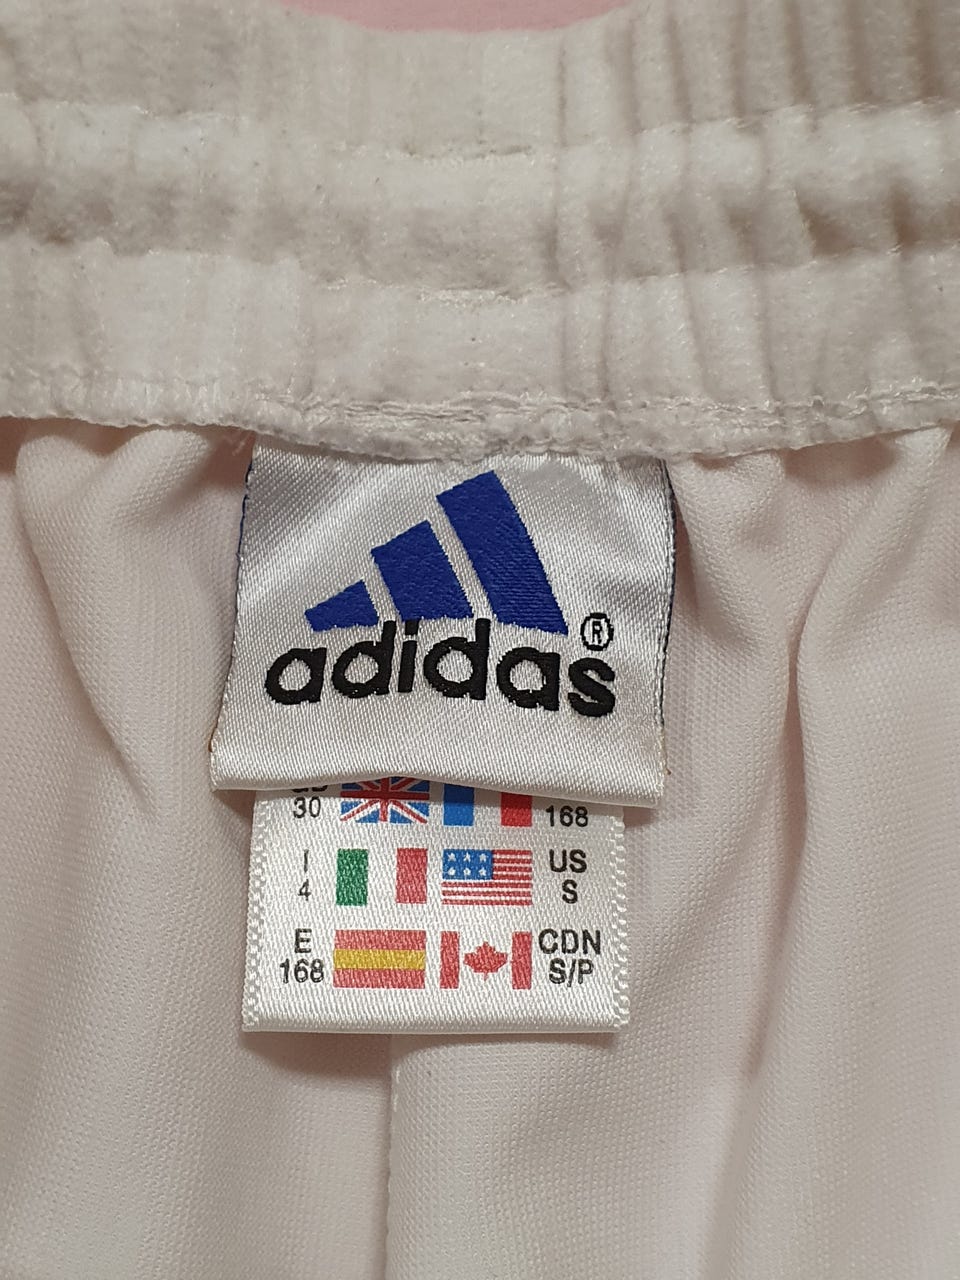 adidas®
30 168
I US
4 S
E CDN
168 S/P